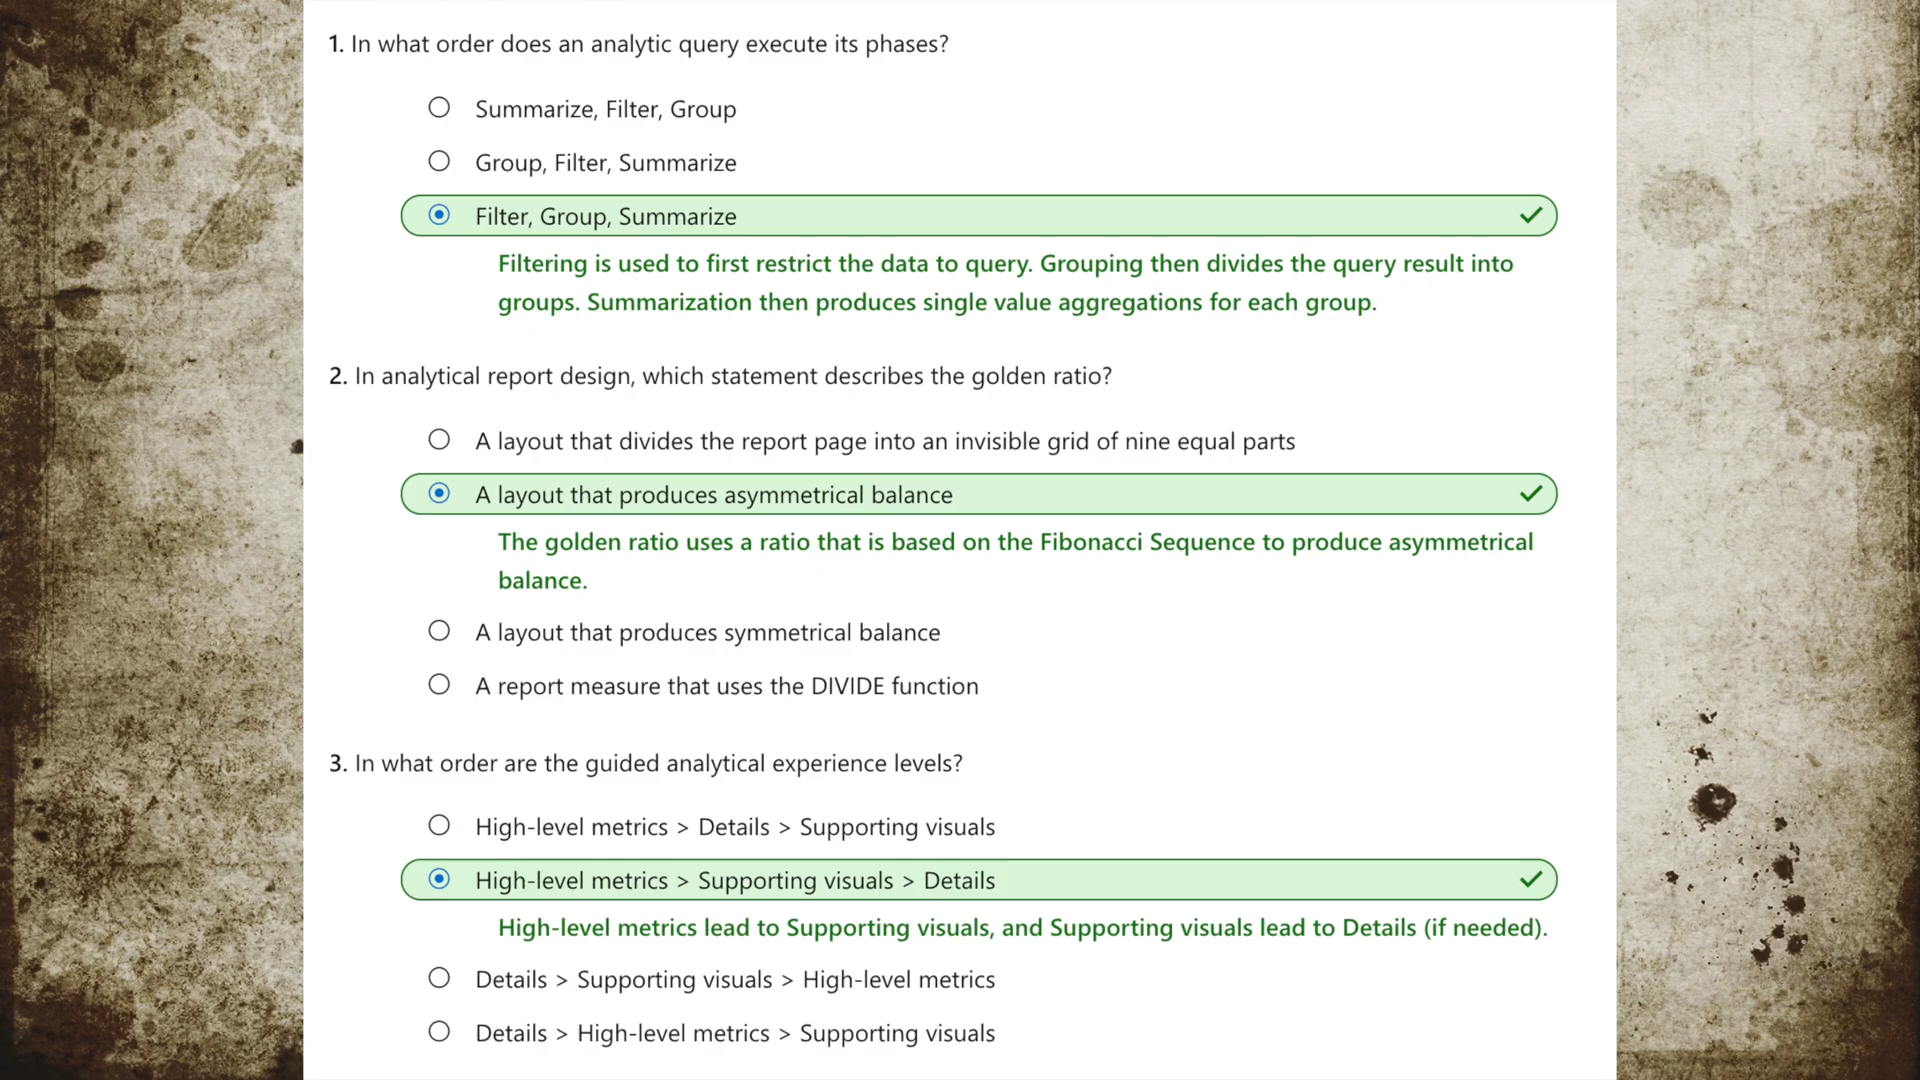 1. In what order does an analytic query execute its phases?
Summarize, Filter, Group
Group, Filter, Summarize
Filter, Group, Summarize
Filtering is used to first restrict the data to query. Grouping then divides the query result into
groups. Summarization then produces single value aggregations for each group.
2. In analytical report design, which statement describes the golden ratio?
A layout that divides the report page into an invisible grid of nine equal parts
A layout that produces asymmetrical balance
The golden ratio uses a ratio that is based on the Fibonacci Sequence to produce asymmetrical
balance.
A layout that produces symmetrical balance
A report measure that uses the DIVIDE function
3. In what order are the guided analytical experience levels?
High-level metrics > Details > Supporting visuals
High-level metrics > Supporting visuals > Details
High-level metrics lead to Supporting visuals, and Supporting visuals lead to Details (if needed).
Details > Supporting visuals > High-level metrics
Details > High-level metrics > Supporting visuals